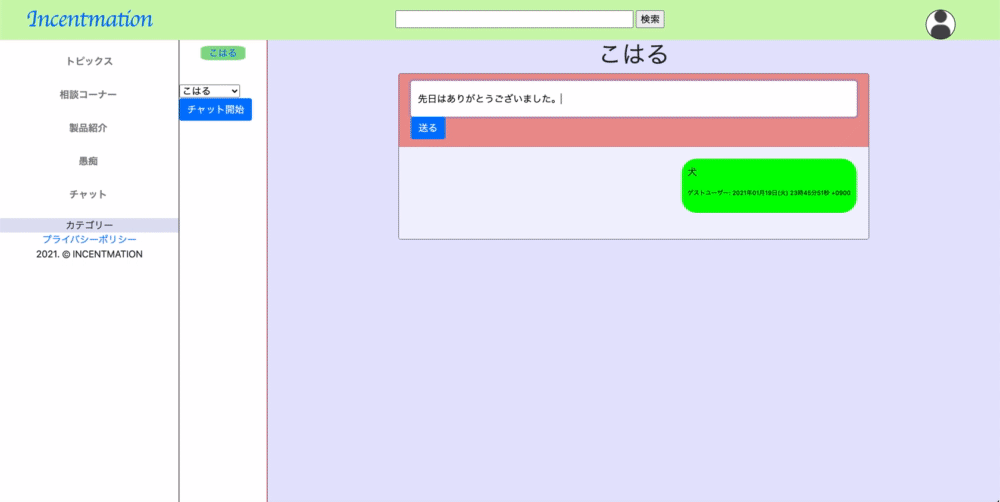 Incentmation
検索
トピックス
相談コーナー
製品紹介
愚痴
チャット
カテゴリー
プライバシーポリシー
2021. © INCENTMATION
こはる
こはる
チャット開始
こはる
先日はありがとうございました。
送る
犬
ゲストユーザー: 2021年01月19日(火) 23時46分51秒 +0900